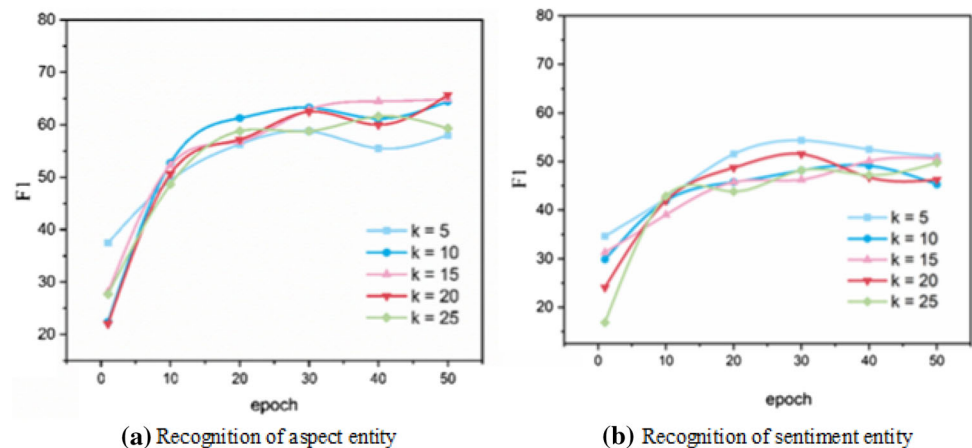 80
70
60
50
40
30
20
F1
0 10 20 30 40 50
epoch
k = 5
k = 10
k = 15
k = 20
k = 25
(a) Recognition of aspect entity
80
70
60
50
40
30
20
F1
0 10 20 30 40 50
epoch
k = 5
k = 10
k = 15
k = 20
k = 25
(b) Recognition of sentiment entity